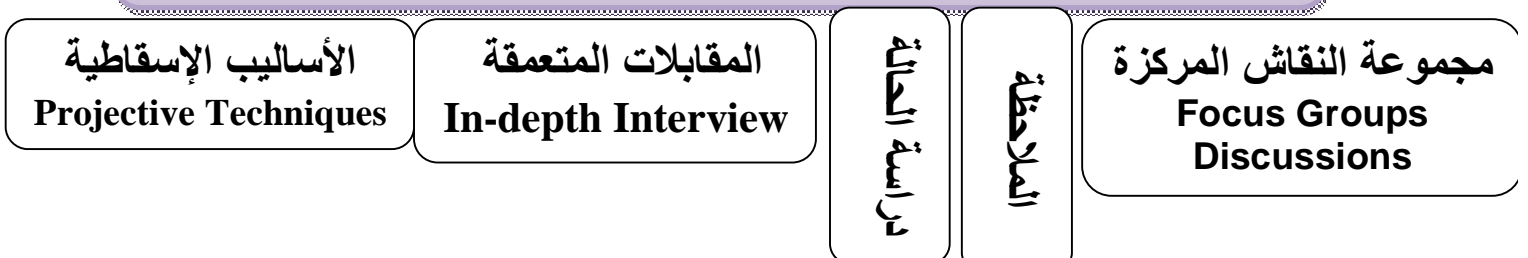 مجموعة النقاش المركزة
Focus Groups
Discussions
الملاحظة
دراسة الحالة
المقابلات المتعمقة
In-depth Interview
الأساليب الإسقاطية
Projective Techniques